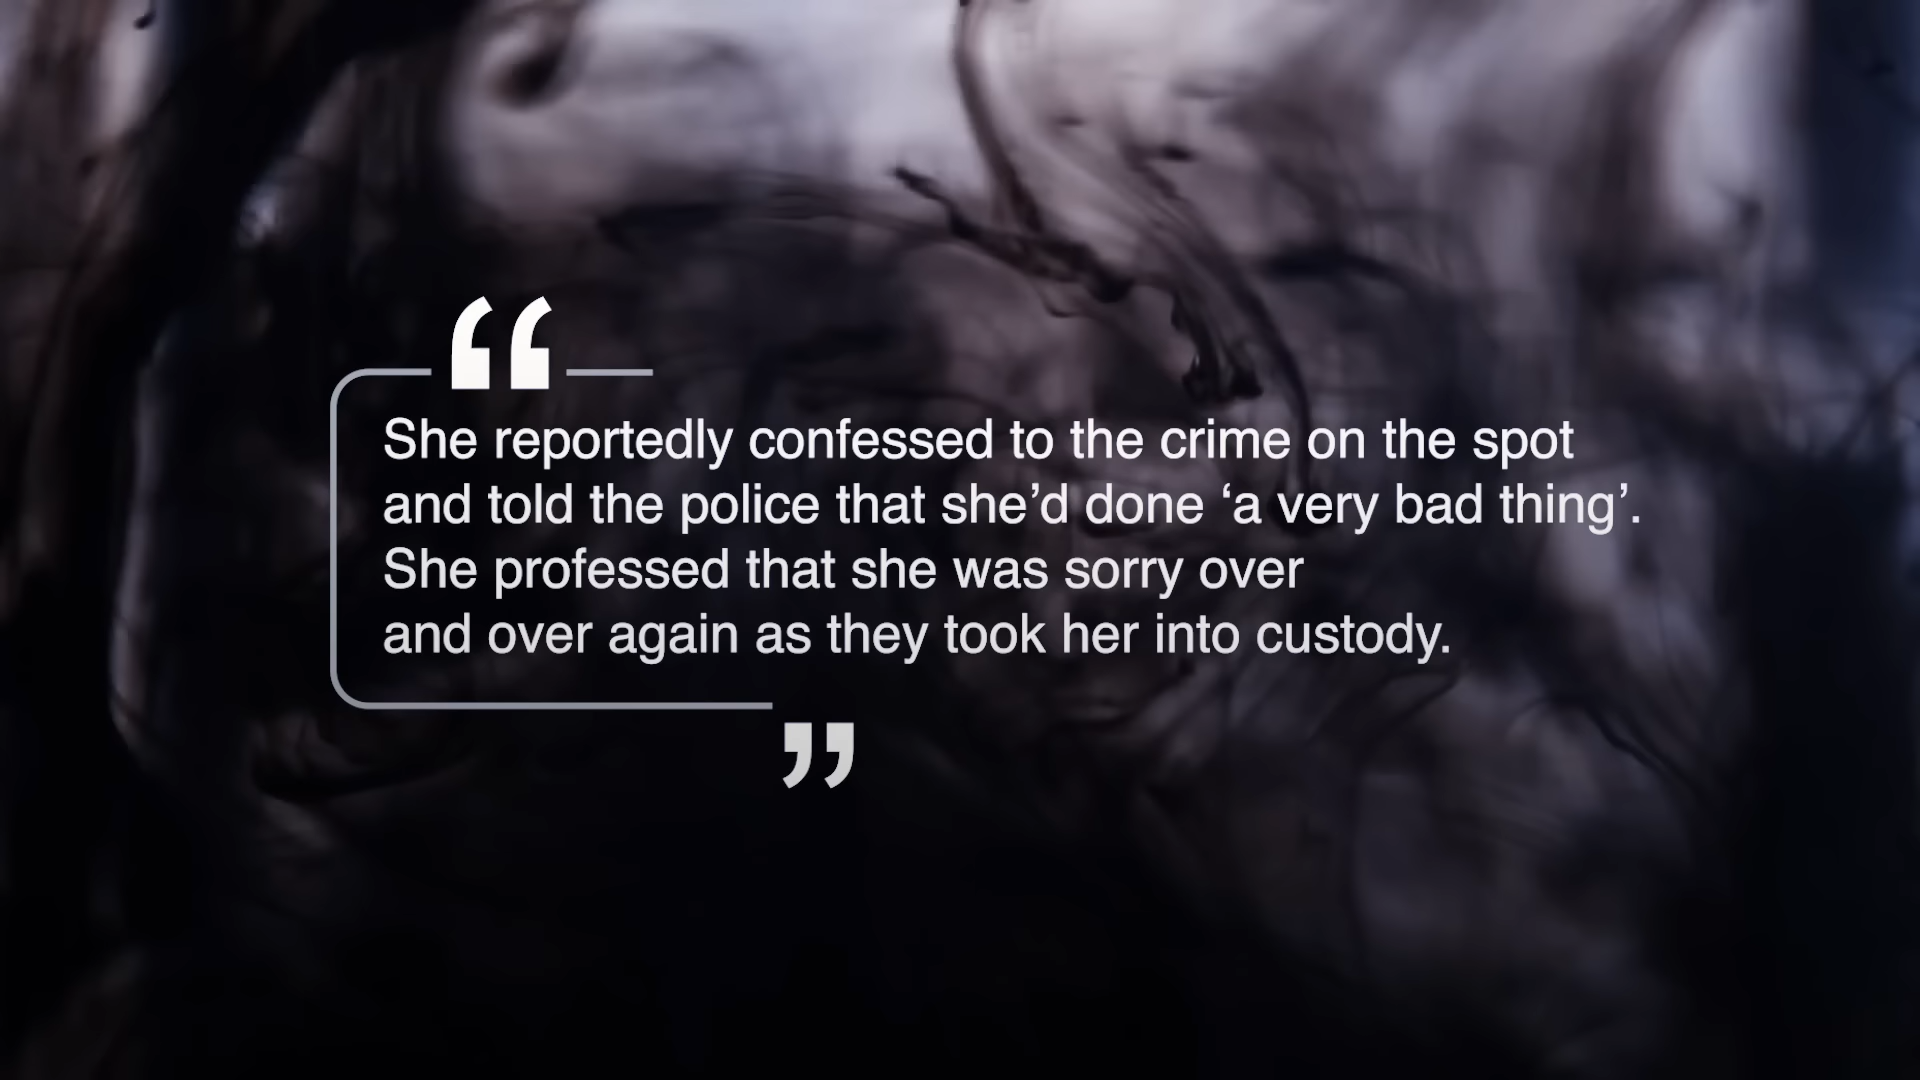 “
She reportedly confessed to the crime on the spot
and told the police that she’d done ‘a very bad thing’.
She professed that she was sorry over
and over again as they took her into custody.
”